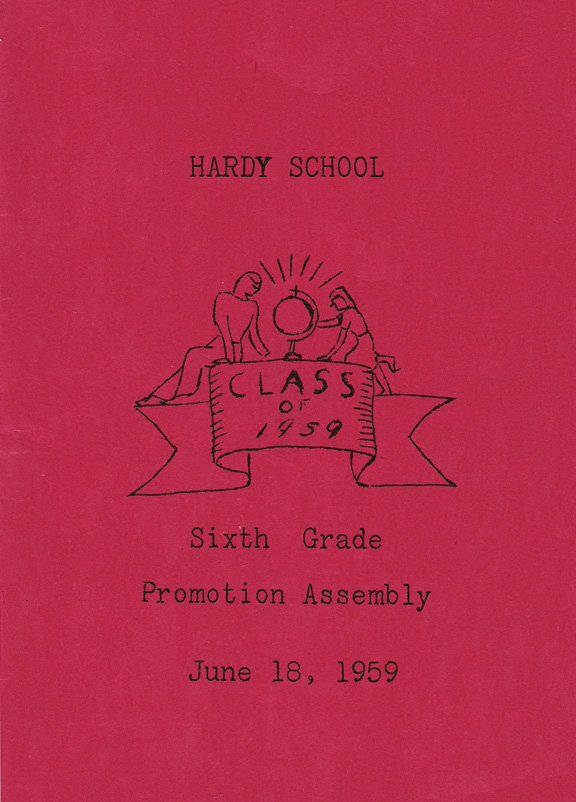 HARDY SCHOOL
CLASS
OF
1959
Sixth Grade
Promotion Assembly
June 18, 1959